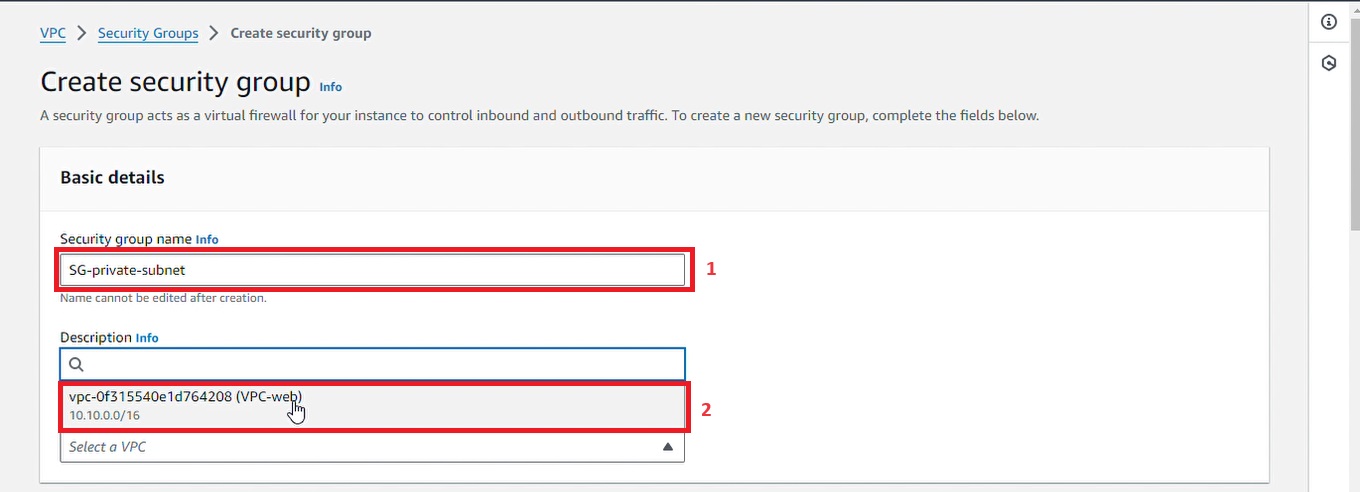 VPC > Security Groups > Create security group
Create security group Info
A security group acts as a virtual firewall for your instance to control inbound and outbound traffic. To create a new security group, complete the fields below.
Basic details
Security group name Info
SG-private-subnet
1
Name cannot be edited after creation.
Description Info
vpc-0f315540e1d764208 (VPC-web)
10.10.0.0/16
2
Select a VPC